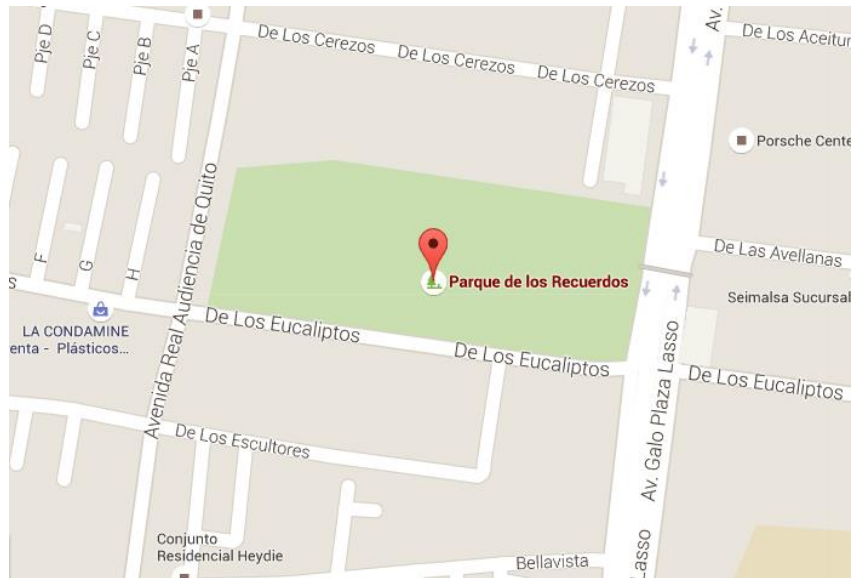 De Los Cerezos
De Los Cerezos
De Los Cerezos
De Los Aceitun
Av.
Pje D
Pje C
Pje B
Pje A
Porsche Cente
Avenida Real Audiencia de Quito
De Las Avellanas
F
G
H
S
Parque de los Recuerdos
Seimalsa Sucursal
LA CONDAMINE
enta - Plásticos...
De Los Eucaliptos
De Los Eucaliptos
De Los Eucaliptos
Av. Galo Plaza Lasso
De Los Escultores
Conjunto
Residencial Heydie
Bellavista
Lasso